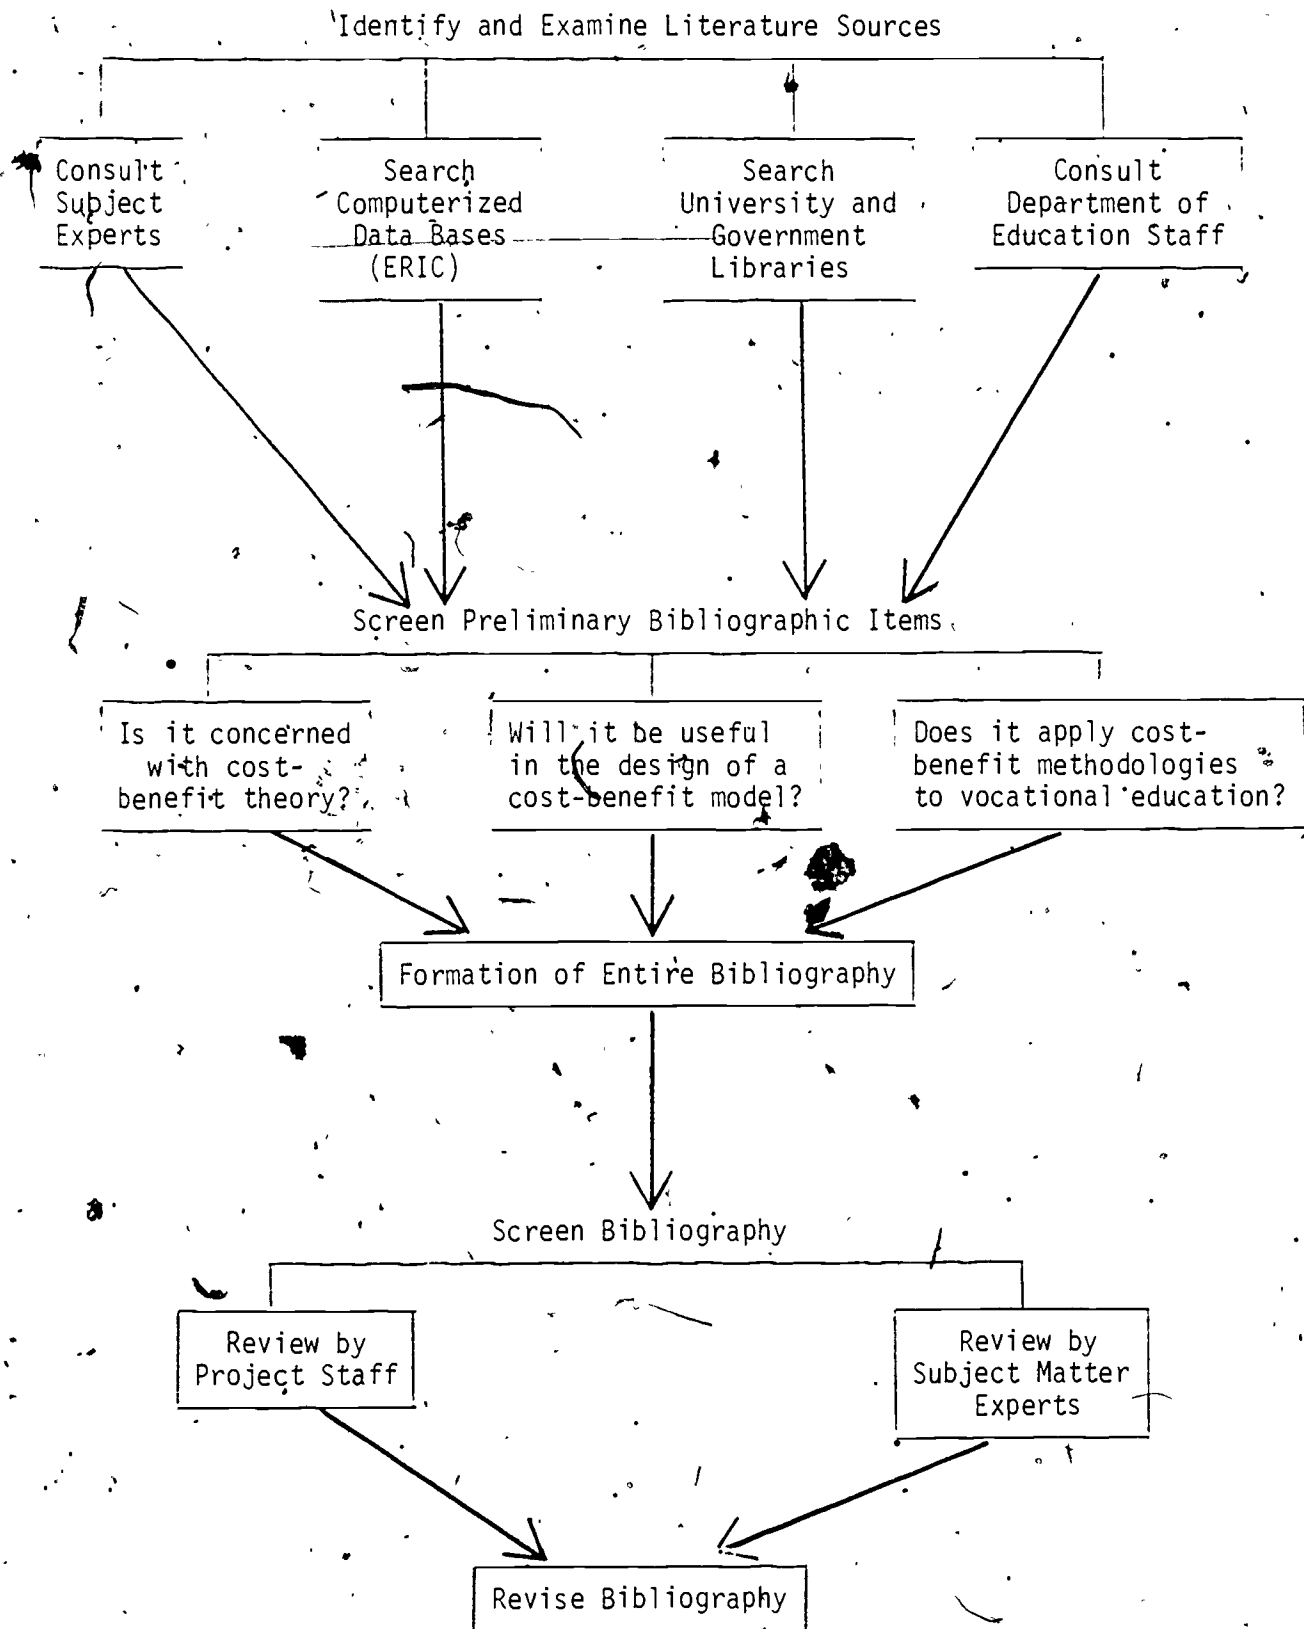 Identify and Examine Literature Sources
Consult
Subject
Experts
Search
Computerized
Data Bases
(ERIC)
Search
University and
Government
Libraries
Consult
Department of
Education Staff
Screen Preliminary Bibliographic Items
Is it concerned
with cost-
benefit theory?
Will it be useful
in the design of a
cost-benefit model?
Does it apply cost-
benefit methodologies
to vocational education?
Formation of Entire Bibliography
Screen Bibliography
Review by
Project Staff
Review by
Subject Matter
Experts
Revise Bibliography